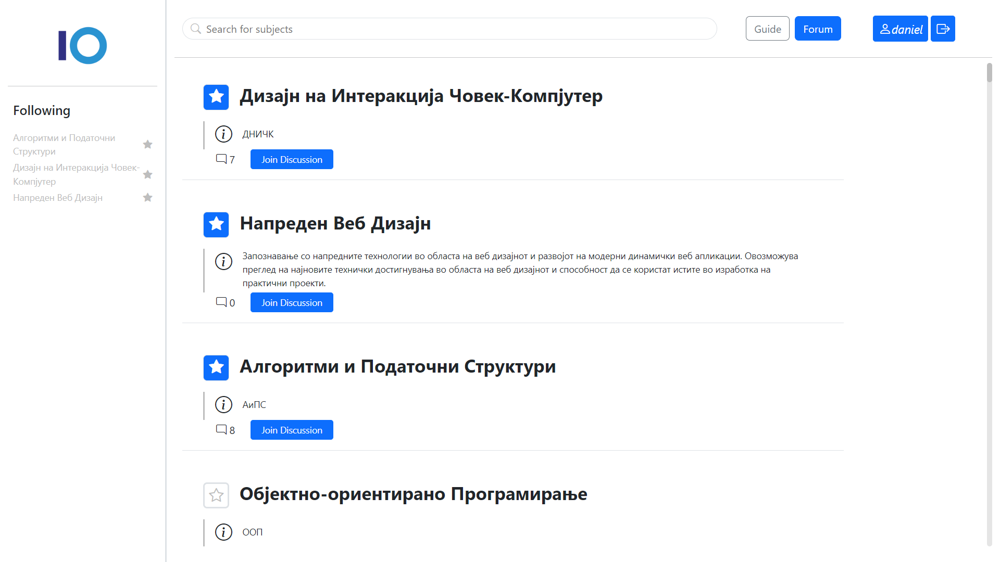 IO
Following
Алгоритми и Податочни
Структури
Дизајн на Интеракција Човек-
Компјутер
Напреден Веб Дизајн
Search for subjects
Guide
Forum
daniel
Дизајн на Интеракција Човек-Компјутер
ДНИЧК
7
Join Discussion
Напреден Веб Дизајн
Запознавање со напредните технологии во областа на веб дизајнот и развојот на модерни динамички веб апликации. Овозможува
преглед на најновите технички достигнувања во областа на веб дизајнот и способност да се користат истите во изработка на
практични проекти.
0
Join Discussion
Алгоритми и Податочни Структури
АиПС
8
Join Discussion
Објектно-ориентирано Програмирање
ООП